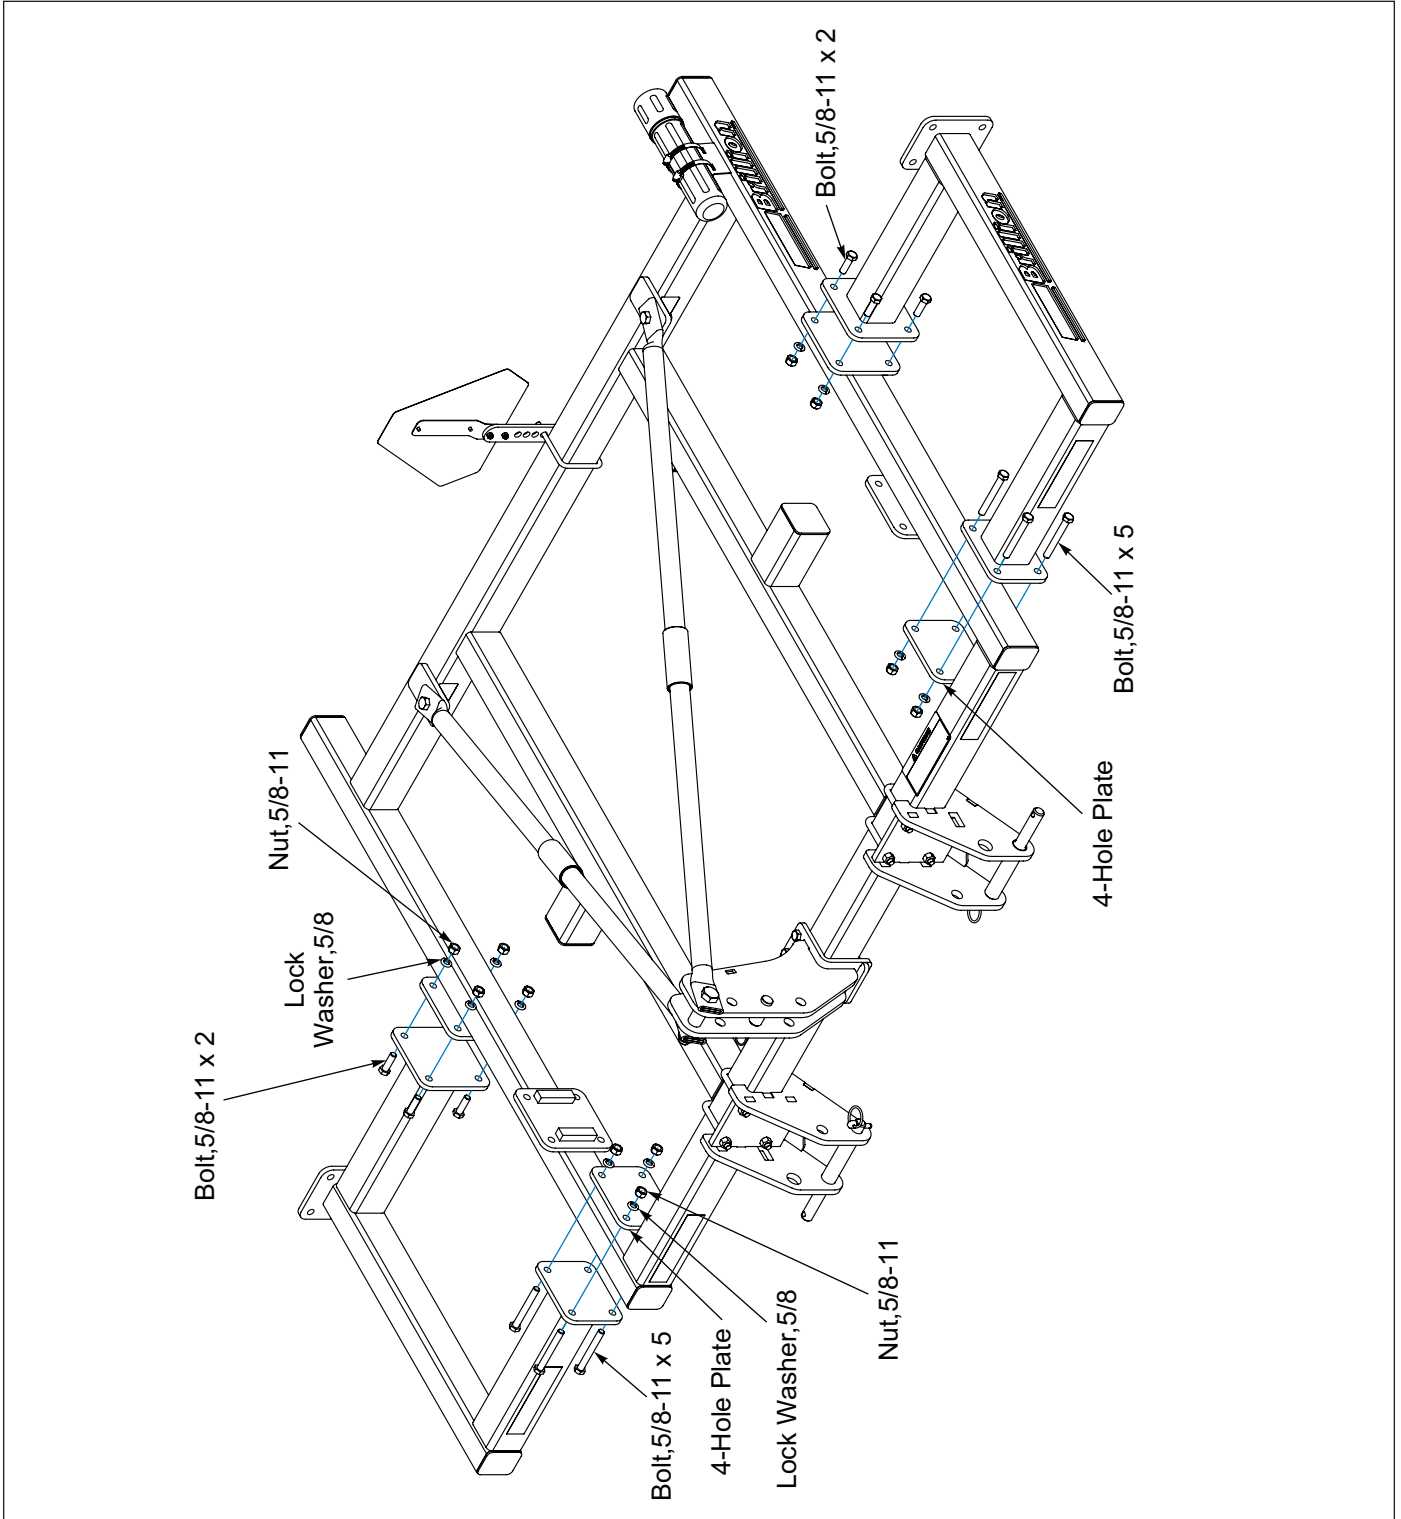 Bolt,5/8-11 x 2
Brillion
Brillion
Nut,5/8-11
Lock
Washer,5/8
Bolt,5/8-11 x 2
Bolt,5/8-11 x 5
4-Hole Plate
Nut,5/8-11
Lock Washer,5/8
4-Hole Plate
Bolt,5/8-11 x 5